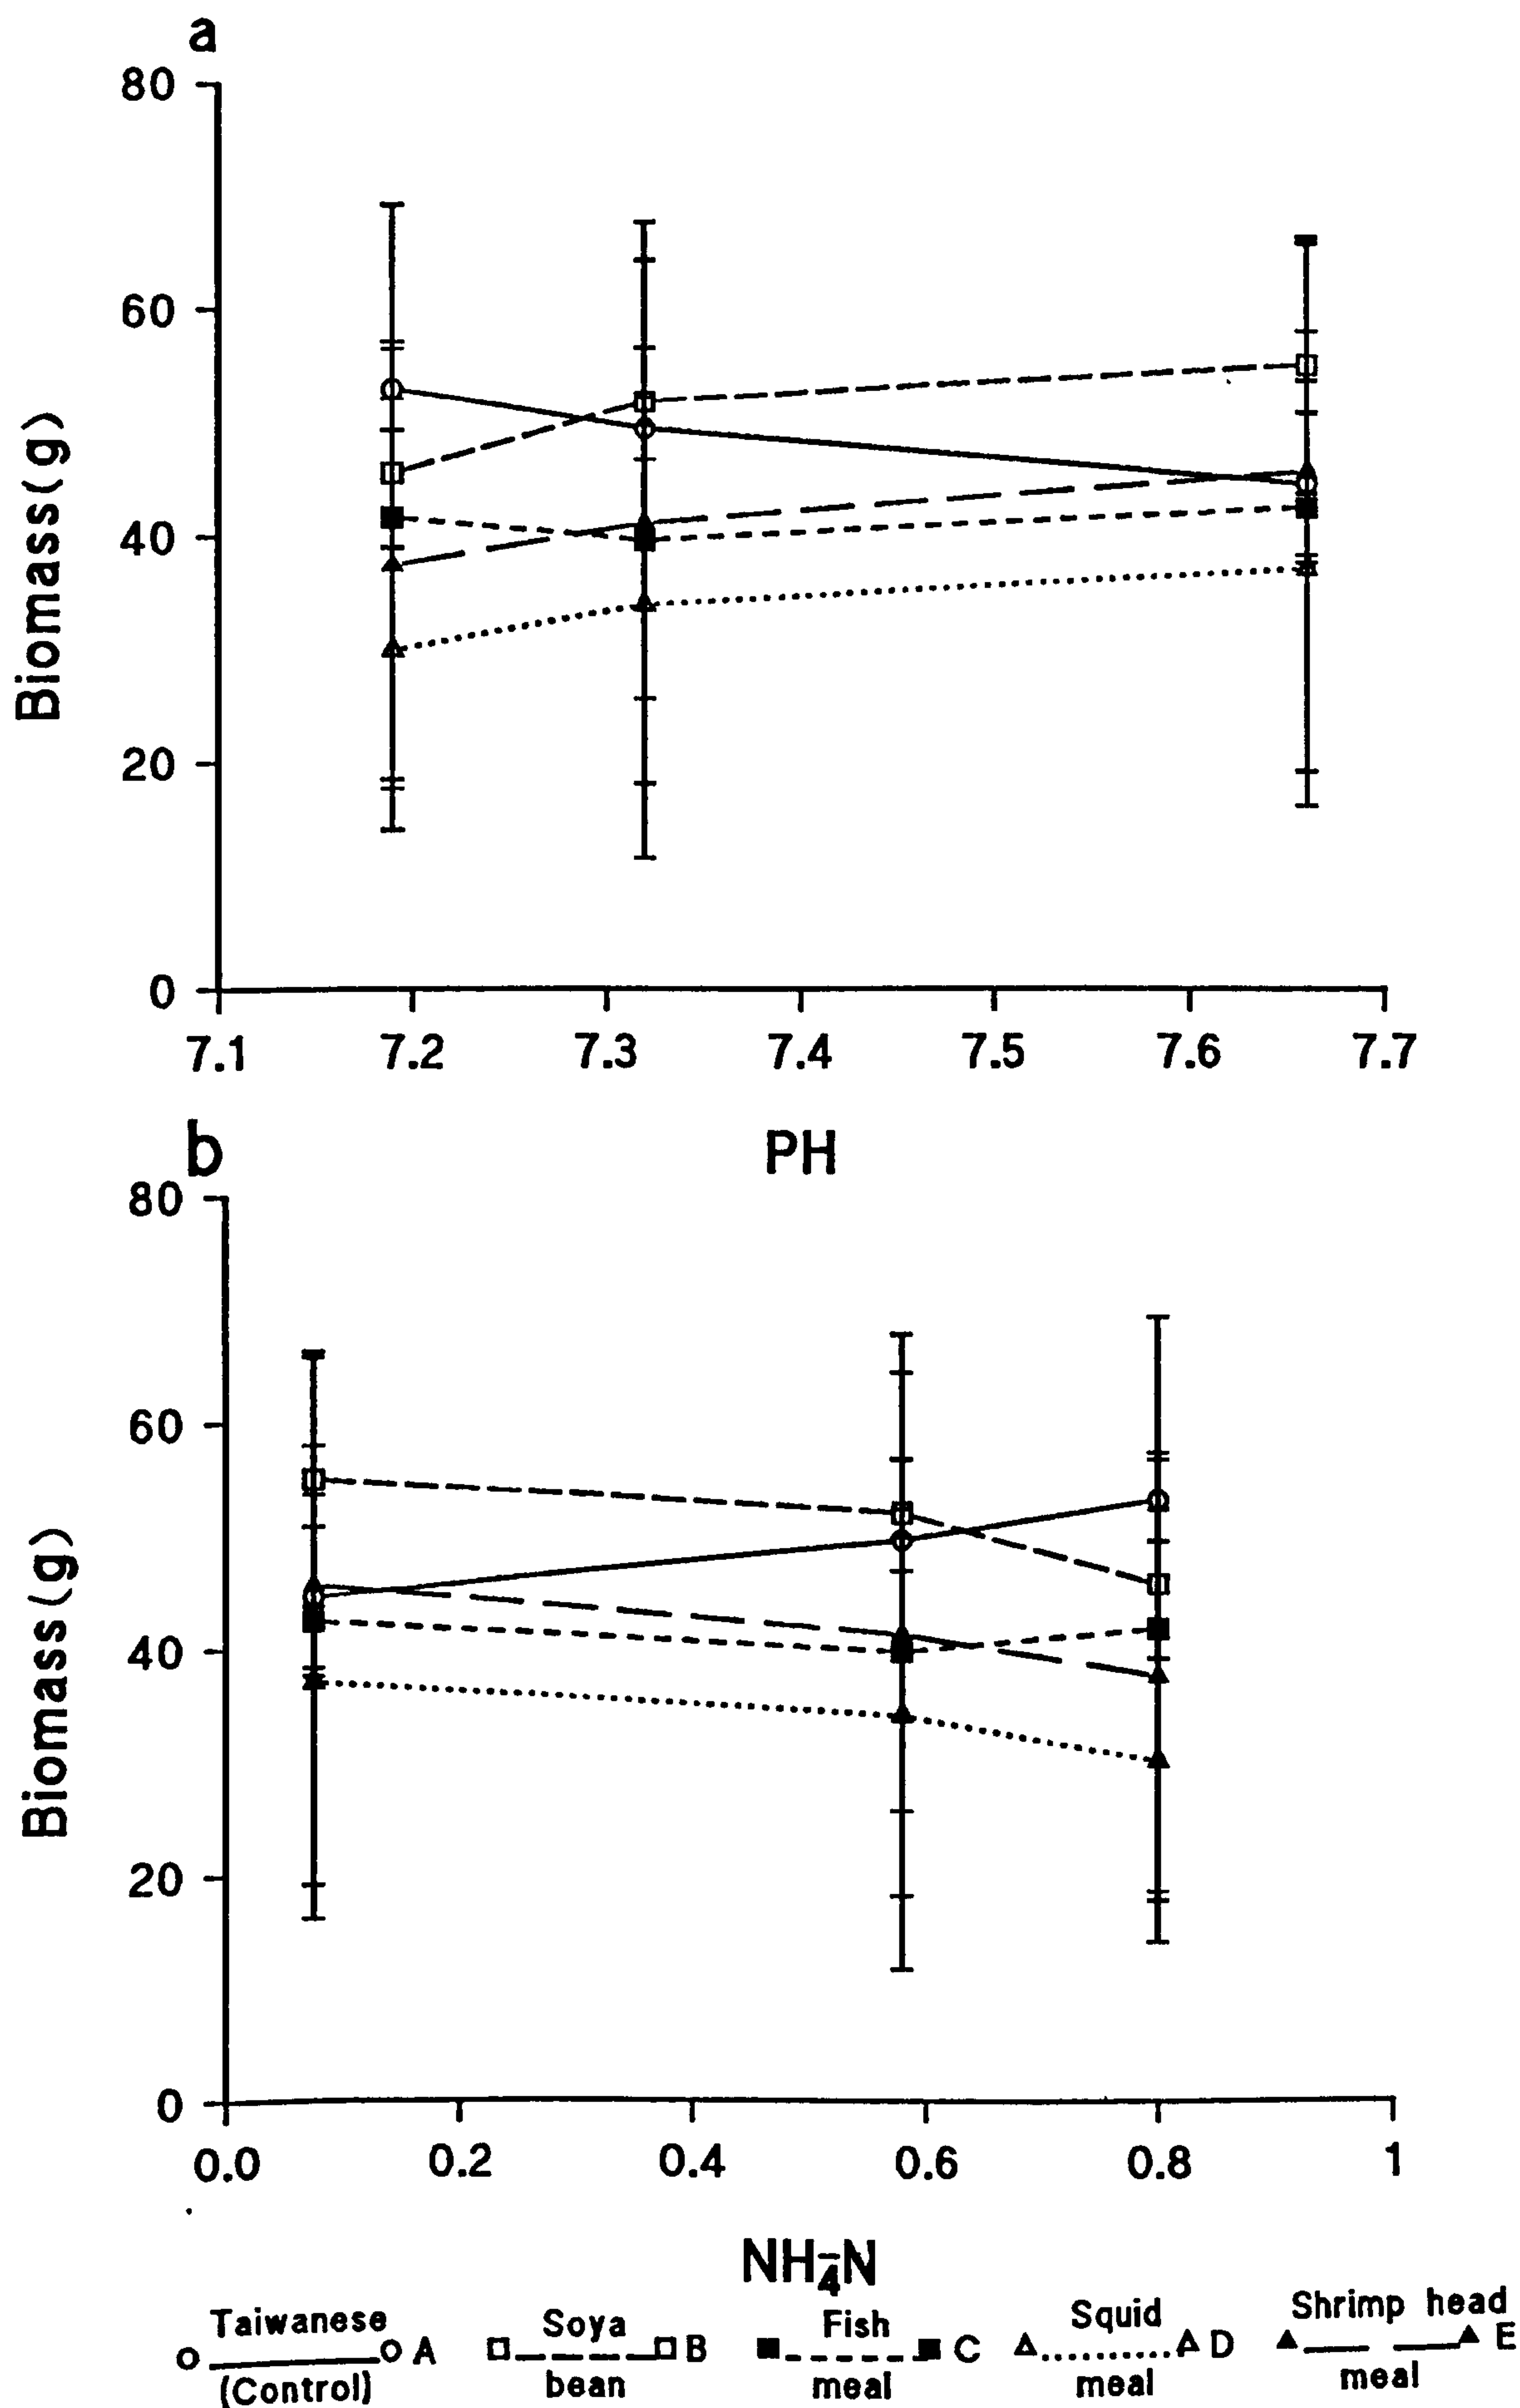 a
80
60
40
20
0
Biomass(g)
7.1 7.2 7.3 7.4 7.5 7.6 7.7
PH
b
80
60
40
20
0
Biomass(g)
0.0 0.2 0.4 0.6 0.8 1
NH4-N
Taiwanese Soya Fish Squid Shrimp head
A B C D E
(Control) bean meal meal meal